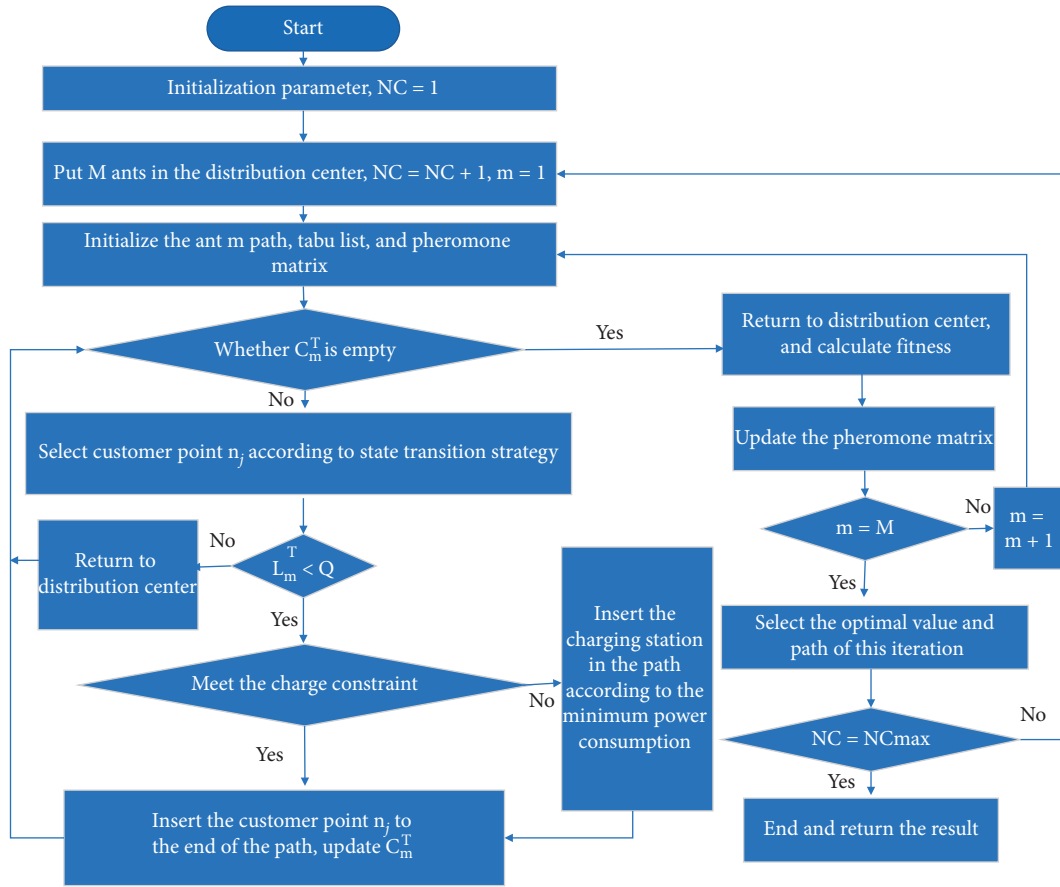 Start
Initialization parameter, NC = 1
Put M ants in the distribution center, NC = NC + 1, m = 1
Initialize the ant m path, tabu list, and pheromone
matrix
Whether C_m^T is empty
Yes
No
Return to distribution center,
and calculate fitness
Update the pheromone matrix
m = M
No
m =
m + 1
Yes
Select the optimal value and
path of this iteration
NC = NCmax
No
Yes
End and return the result
Select customer point n_j according to state transition strategy
L_m^T < Q
No
Return to
distribution center
Yes
Meet the charge constraint
No
Insert the
charging station
in the path
according to the
minimum power
consumption
Yes
Insert the customer point n_j to
the end of the path, update C_m^T